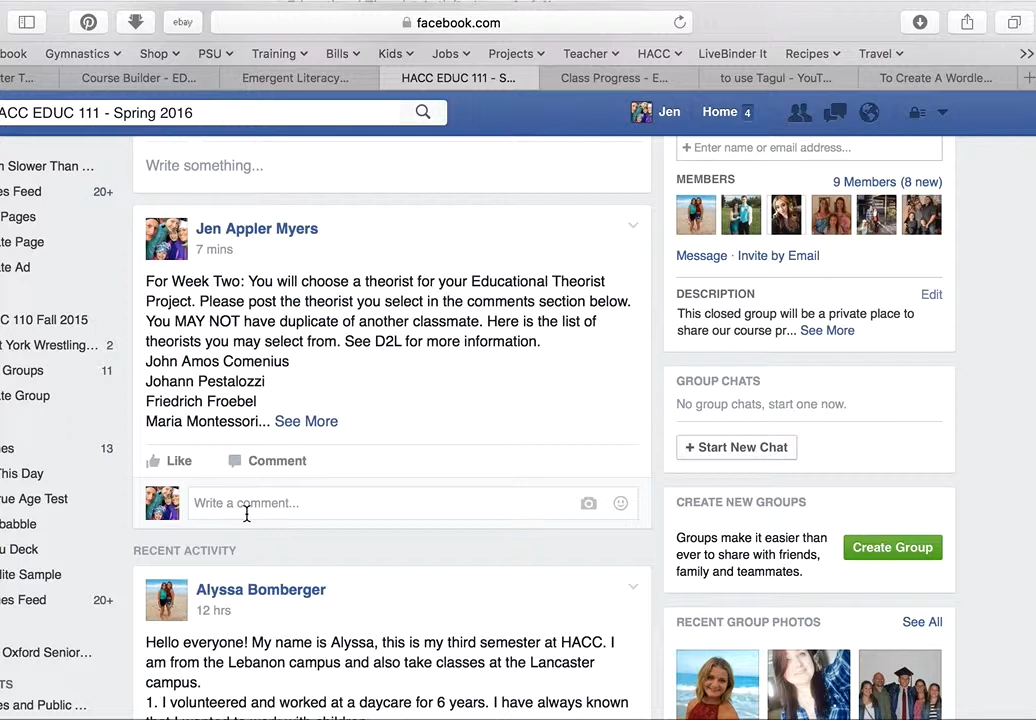 ebay
facebook.com
book
Gymnastics
Shop
PSU
Training
Bills
Kids
Jobs
Projects
Teacher
HACC
LiveBinder It
Recipes
Travel
ter T...
Course Builder - ED...
Emergent Literacy...
HACC EDUC 111 - S...
Class Progress - E...
to use Tagul - YouT...
To Create A Wordle...
ACC EDUC 111 - Spring 2016
Jen
Home 4
n Slower Than ...
es Feed 20+
Pages
te Page
te Ad
C 110 Fall 2015
t York Wrestling... 2
Groups 11
te Group
es 13
This Day
rue Age Test
babble
u Deck
lite Sample
es Feed 20+
Oxford Senior...
TS
es and Public ...
Write something...
Jen Appler Myers
7 mins
For Week Two: You will choose a theorist for your Educational Theorist
Project. Please post the theorist you select in the comments section below.
You MAY NOT have duplicate of another classmate. Here is the list of
theorists you may select from. See D2L for more information.
John Amos Comenius
Johann Pestalozzi
Friedrich Froebel
Maria Montessori... See More
Like
Comment
Write a comment...
RECENT ACTIVITY
Alyssa Bomberger
12 hrs
Hello everyone! My name is Alyssa, this is my third semester at HACC. I
am from the Lebanon campus and also take classes at the Lancaster
campus.
1. I volunteered and worked at a daycare for 6 years. I have always known
+ Enter name or email address...
MEMBERS
9 Members (8 new)
Message · Invite by Email
DESCRIPTION
Edit
This closed group will be a private place to
share our course pr... See More
GROUP CHATS
No group chats, start one now.
+ Start New Chat
CREATE NEW GROUPS
Groups make it easier than
ever to share with friends,
family and teammates.
Create Group
RECENT GROUP PHOTOS
See All